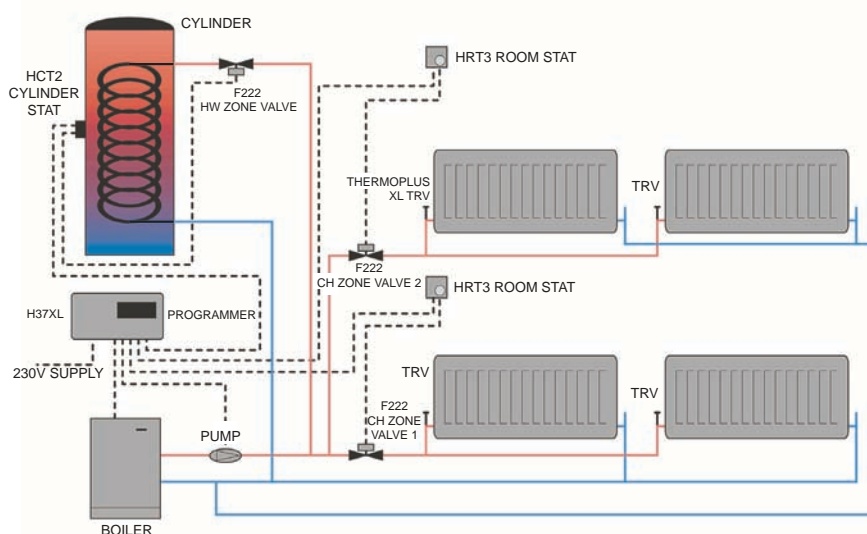 CYLINDER
HCT2
CYLINDER
STAT
F222
HW ZONE VALVE
HRT3 ROOM STAT
THERMOPLUS
XL TRV
TRV
F222
CH ZONE VALVE 2
HRT3 ROOM STAT
H37XL
PROGRAMMER
230V SUPPLY
TRV
TRV
F222
CH ZONE
VALVE 1
PUMP
BOILER